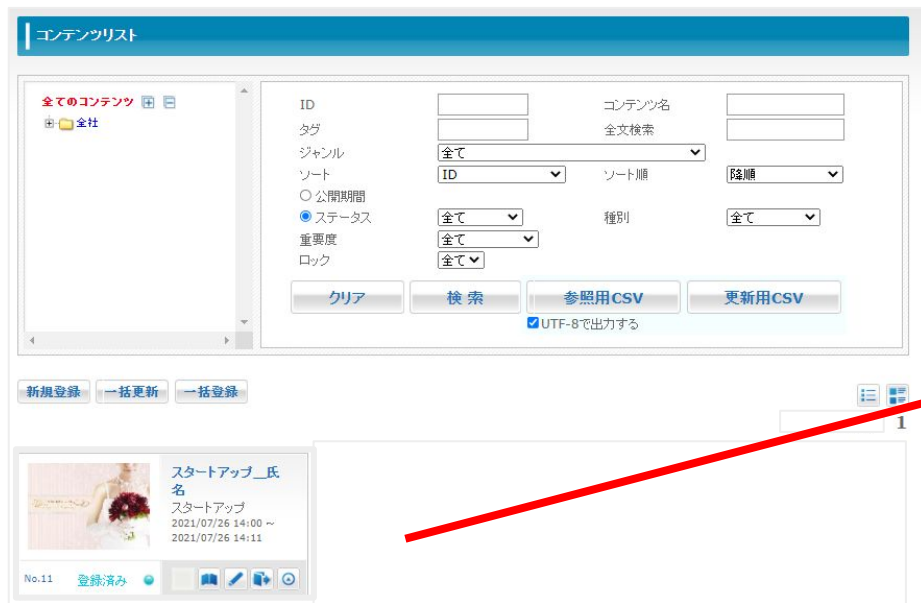 コンテンツリスト
全てのコンテンツ
全社
ID
コンテンツ名
タグ
全文検索
ジャンル 全て
ソート ID
ソート順 降順
公開期間
ステータス 全て
種別 全て
重要度 全て
ロック 全て
クリア 検 索 参照用CSV 更新用CSV
UTF-8で出力する
新規登録 一括更新 一括登録
1
スタートアップ__氏
名
スタートアップ
2021/07/26 14:00 ~
2021/07/26 14:11
No.11 登録済み